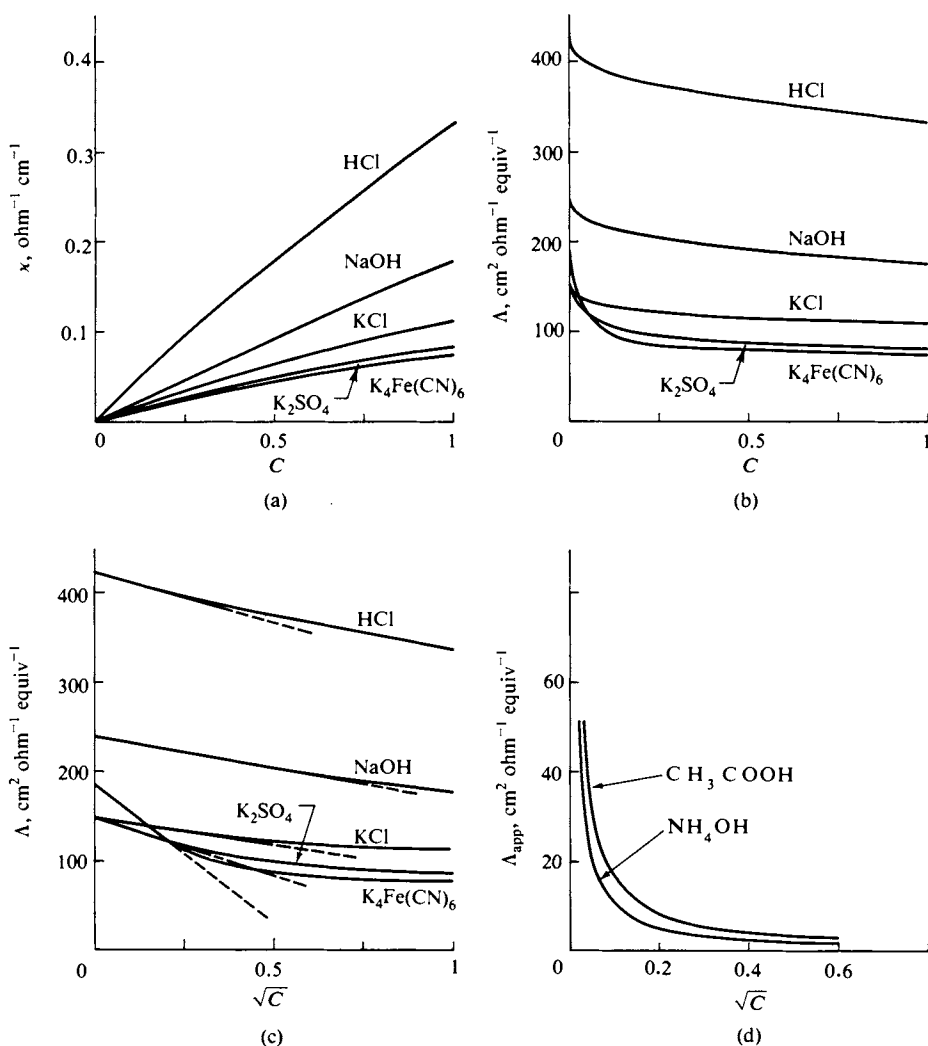 0.4
0.3
0.2
0.1
0
0.5
1
ϰ, ohm⁻¹ cm⁻¹
HCl
NaOH
KCl
K₂SO₄
K₄Fe(CN)₆
C
(a)
400
300
200
100
0
0.5
1
Λ, cm² ohm⁻¹ equiv⁻¹
HCl
NaOH
KCl
K₂SO₄
K₄Fe(CN)₆
C
(b)
400
300
200
100
0
0.5
1
Λ, cm² ohm⁻¹ equiv⁻¹
HCl
NaOH
K₂SO₄
KCl
K₄Fe(CN)₆
√C
(c)
60
40
20
0
0
0.2
0.4
0.6
Λapp, cm² ohm⁻¹ equiv⁻¹
CH₃COOH
NH₄OH
√C
(d)